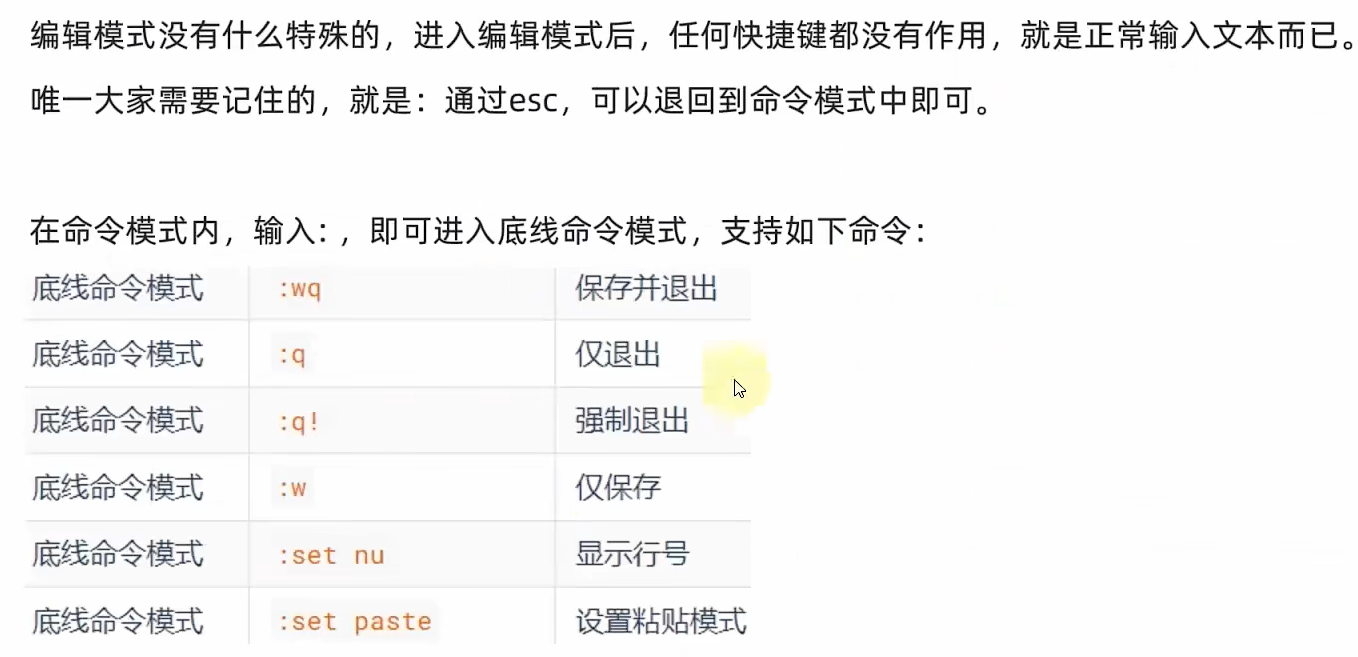 编辑模式没有什么特殊的，进入编辑模式后，任何快捷键都没有作用，就是正常输入文本而已。
唯一大家需要记住的，就是：通过esc，可以退回到命令模式中即可。
在命令模式内，输入: ，即可进入底线命令模式，支持如下命令：
底线命令模式 :wq 保存并退出
底线命令模式 :q 仅退出
底线命令模式 :q! 强制退出
底线命令模式 :w 仅保存
底线命令模式 :set nu 显示行号
底线命令模式 :set paste 设置粘贴模式